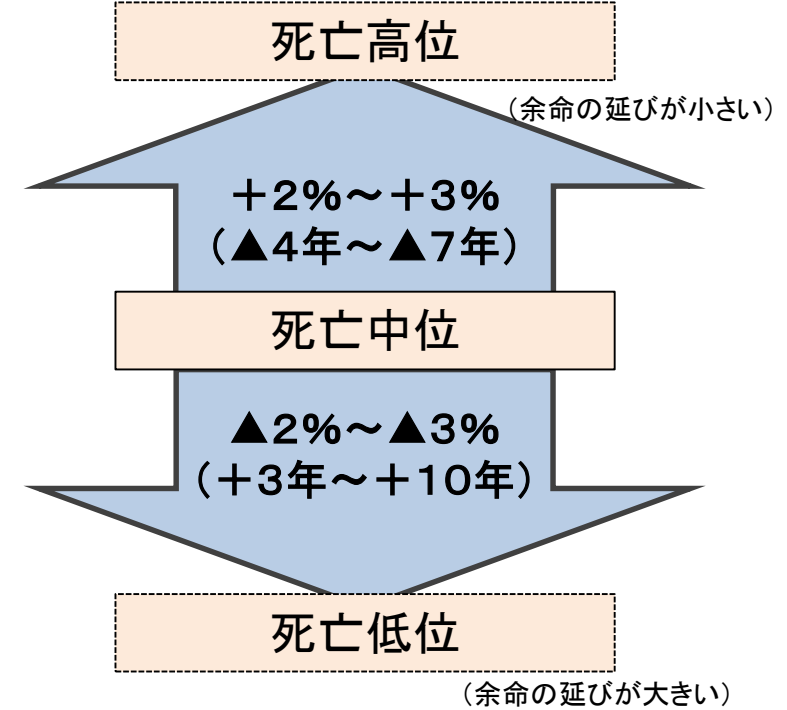 死亡高位
（余命の延びが小さい）
＋2％～＋3％
（▲4年～▲7年）
死亡中位
▲2％～▲3％
（＋3年～＋10年）
死亡低位
（余命の延びが大きい）